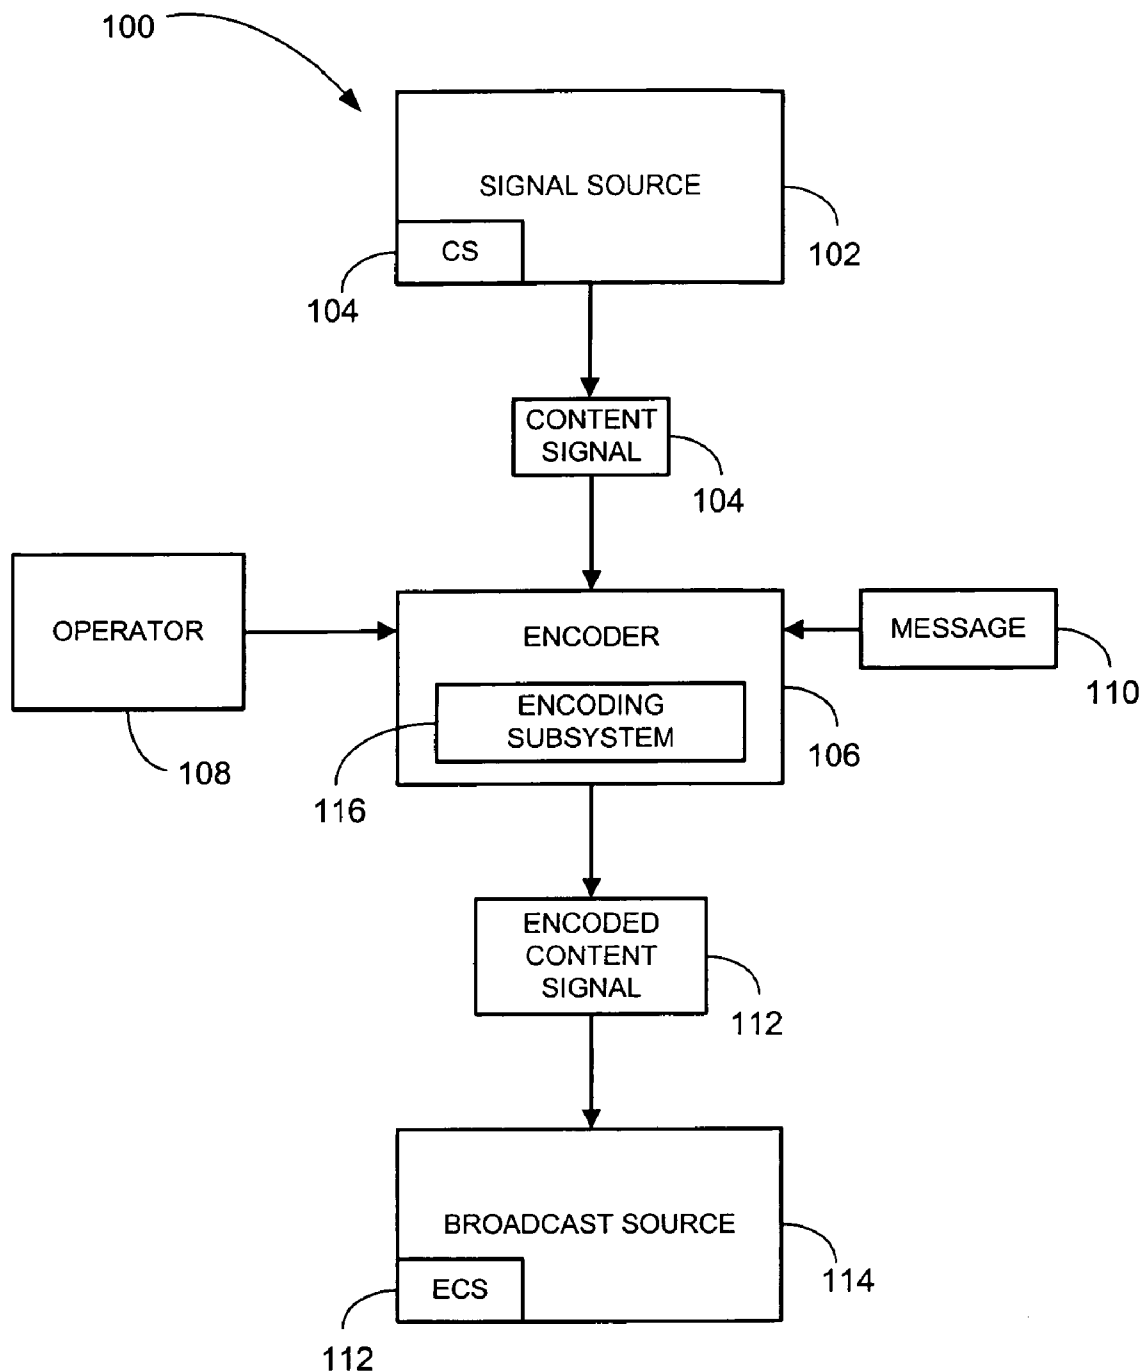 100
SIGNAL SOURCE
102
CS
104
CONTENT
SIGNAL
104
OPERATOR
108
ENCODER
106
MESSAGE
110
ENCODING
SUBSYSTEM
116
ENCODED
CONTENT
SIGNAL
112
BROADCAST SOURCE
114
ECS
112